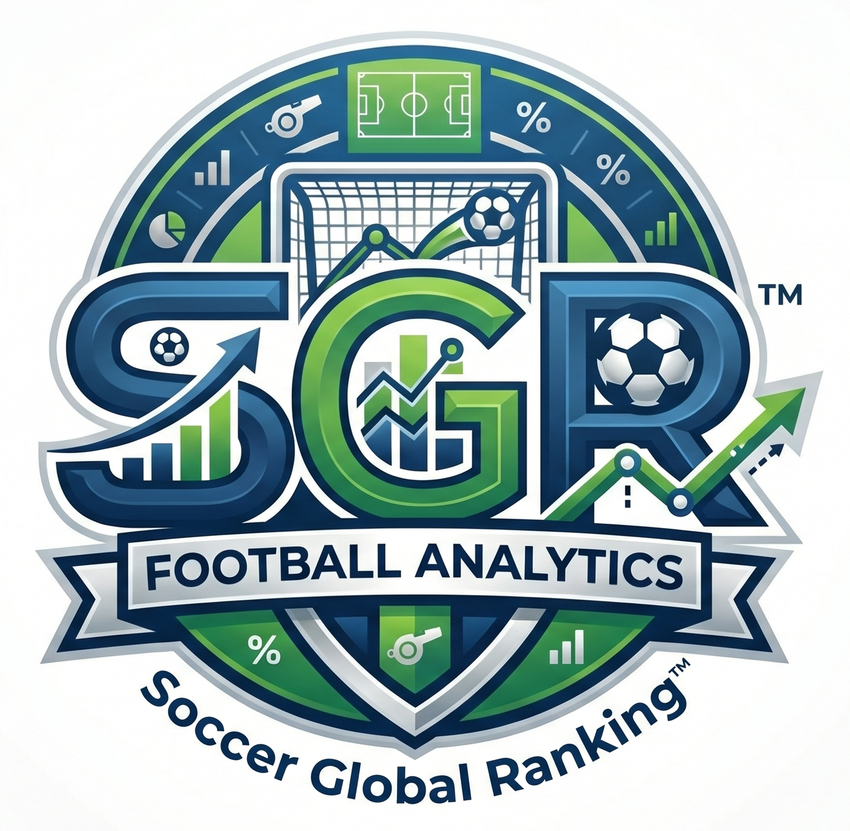 %
%
SGR™
FOOTBALL ANALYTICS
%
Soccer Global Ranking™